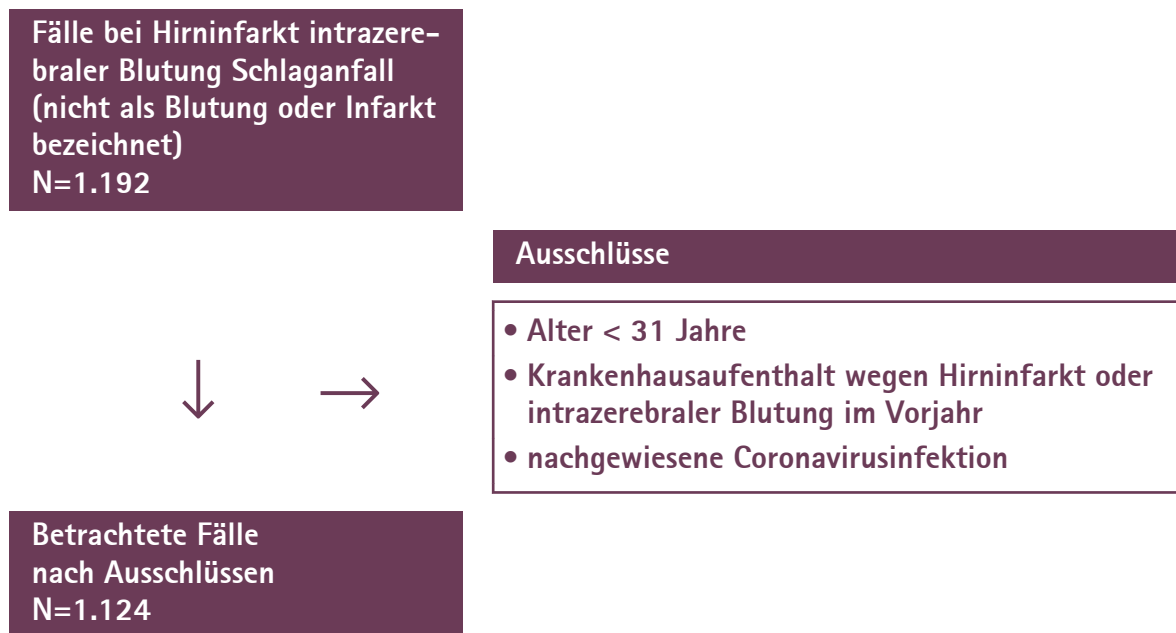 Fälle bei Hirninfarkt intrazere-
braler Blutung Schlaganfall
(nicht als Blutung oder Infarkt
bezeichnet)
N=1.192
Ausschlüsse
• Alter < 31 Jahre
• Krankenhausaufenthalt wegen Hirninfarkt oder
intrazerebraler Blutung im Vorjahr
• nachgewiesene Coronavirusinfektion
Betrachtete Fälle
nach Ausschlüssen
N=1.124